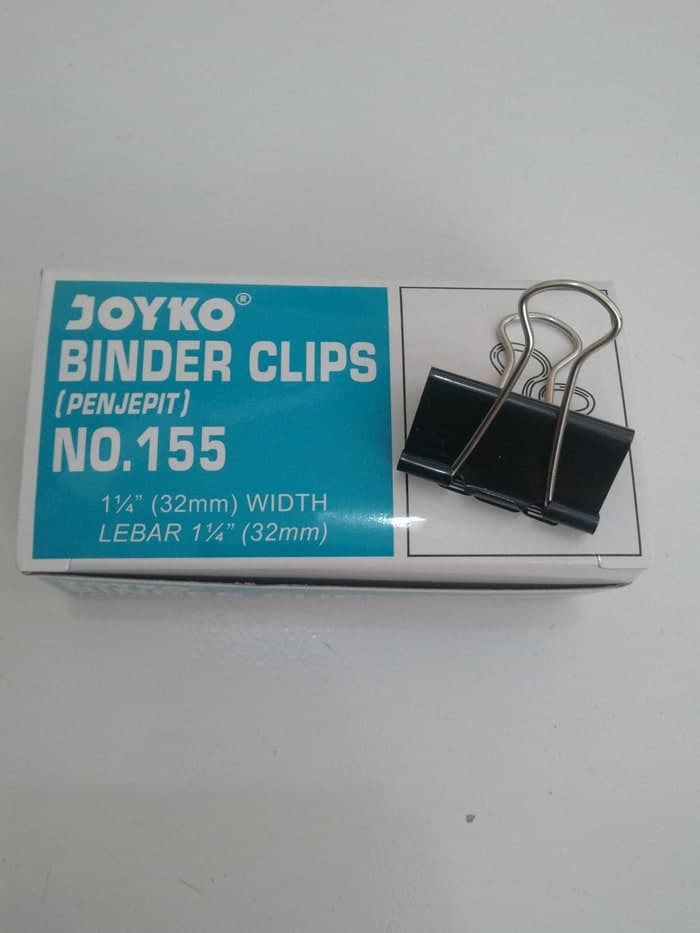 JOYKO®
BINDER CLIPS
(PENJEPIT)
NO.155
1¼" (32mm) WIDTH
LEBAR 1¼" (32mm)